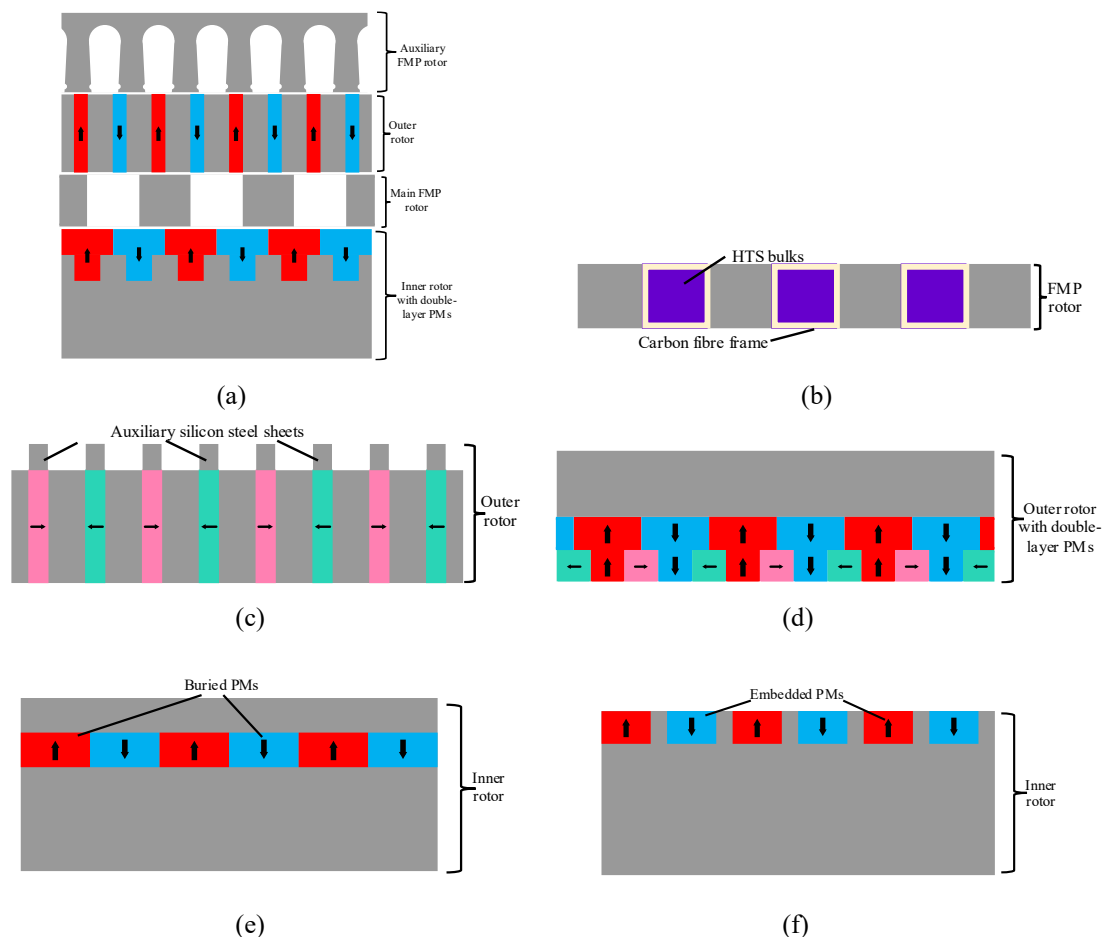 Auxiliary
FMP rotor
Outer
rotor
Main FMP
rotor
Inner rotor
with double-
layer PMs
(a)
HTS bulks
FMP
rotor
Carbon fibre frame
(b)
Auxiliary silicon steel sheets
Outer
rotor
(c)
Outer rotor
with double-
layer PMs
(d)
Buried PMs
Inner
rotor
(e)
Embedded PMs
Inner
rotor
(f)